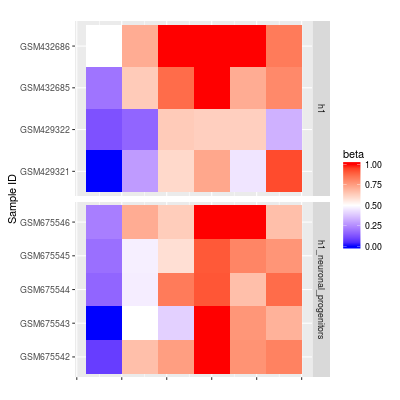 GSM432686
GSM432685
GSM429322
GSM429321
h1
GSM675546
GSM675545
GSM675544
GSM675543
GSM675542
h1_neuronal_progenitors
Sample ID
beta
1.00
0.75
0.50
0.25
0.00